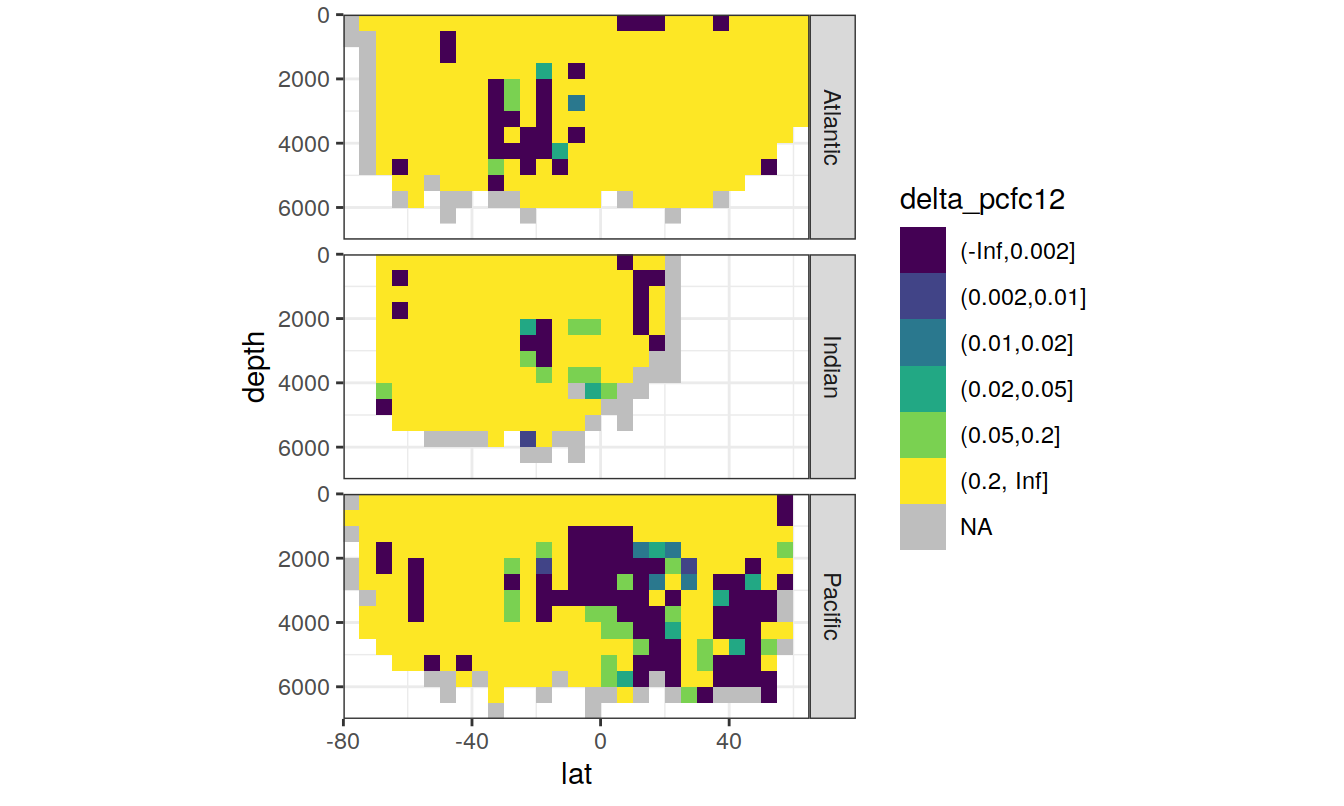 0
2000
4000
6000
Atlantic
0
2000
4000
6000
Indian
0
2000
4000
6000
Pacific
depth
-80
-40
0
40
lat
delta_pcfc12
(-Inf,0.002]
(0.002,0.01]
(0.01,0.02]
(0.02,0.05]
(0.05,0.2]
(0.2, Inf]
NA